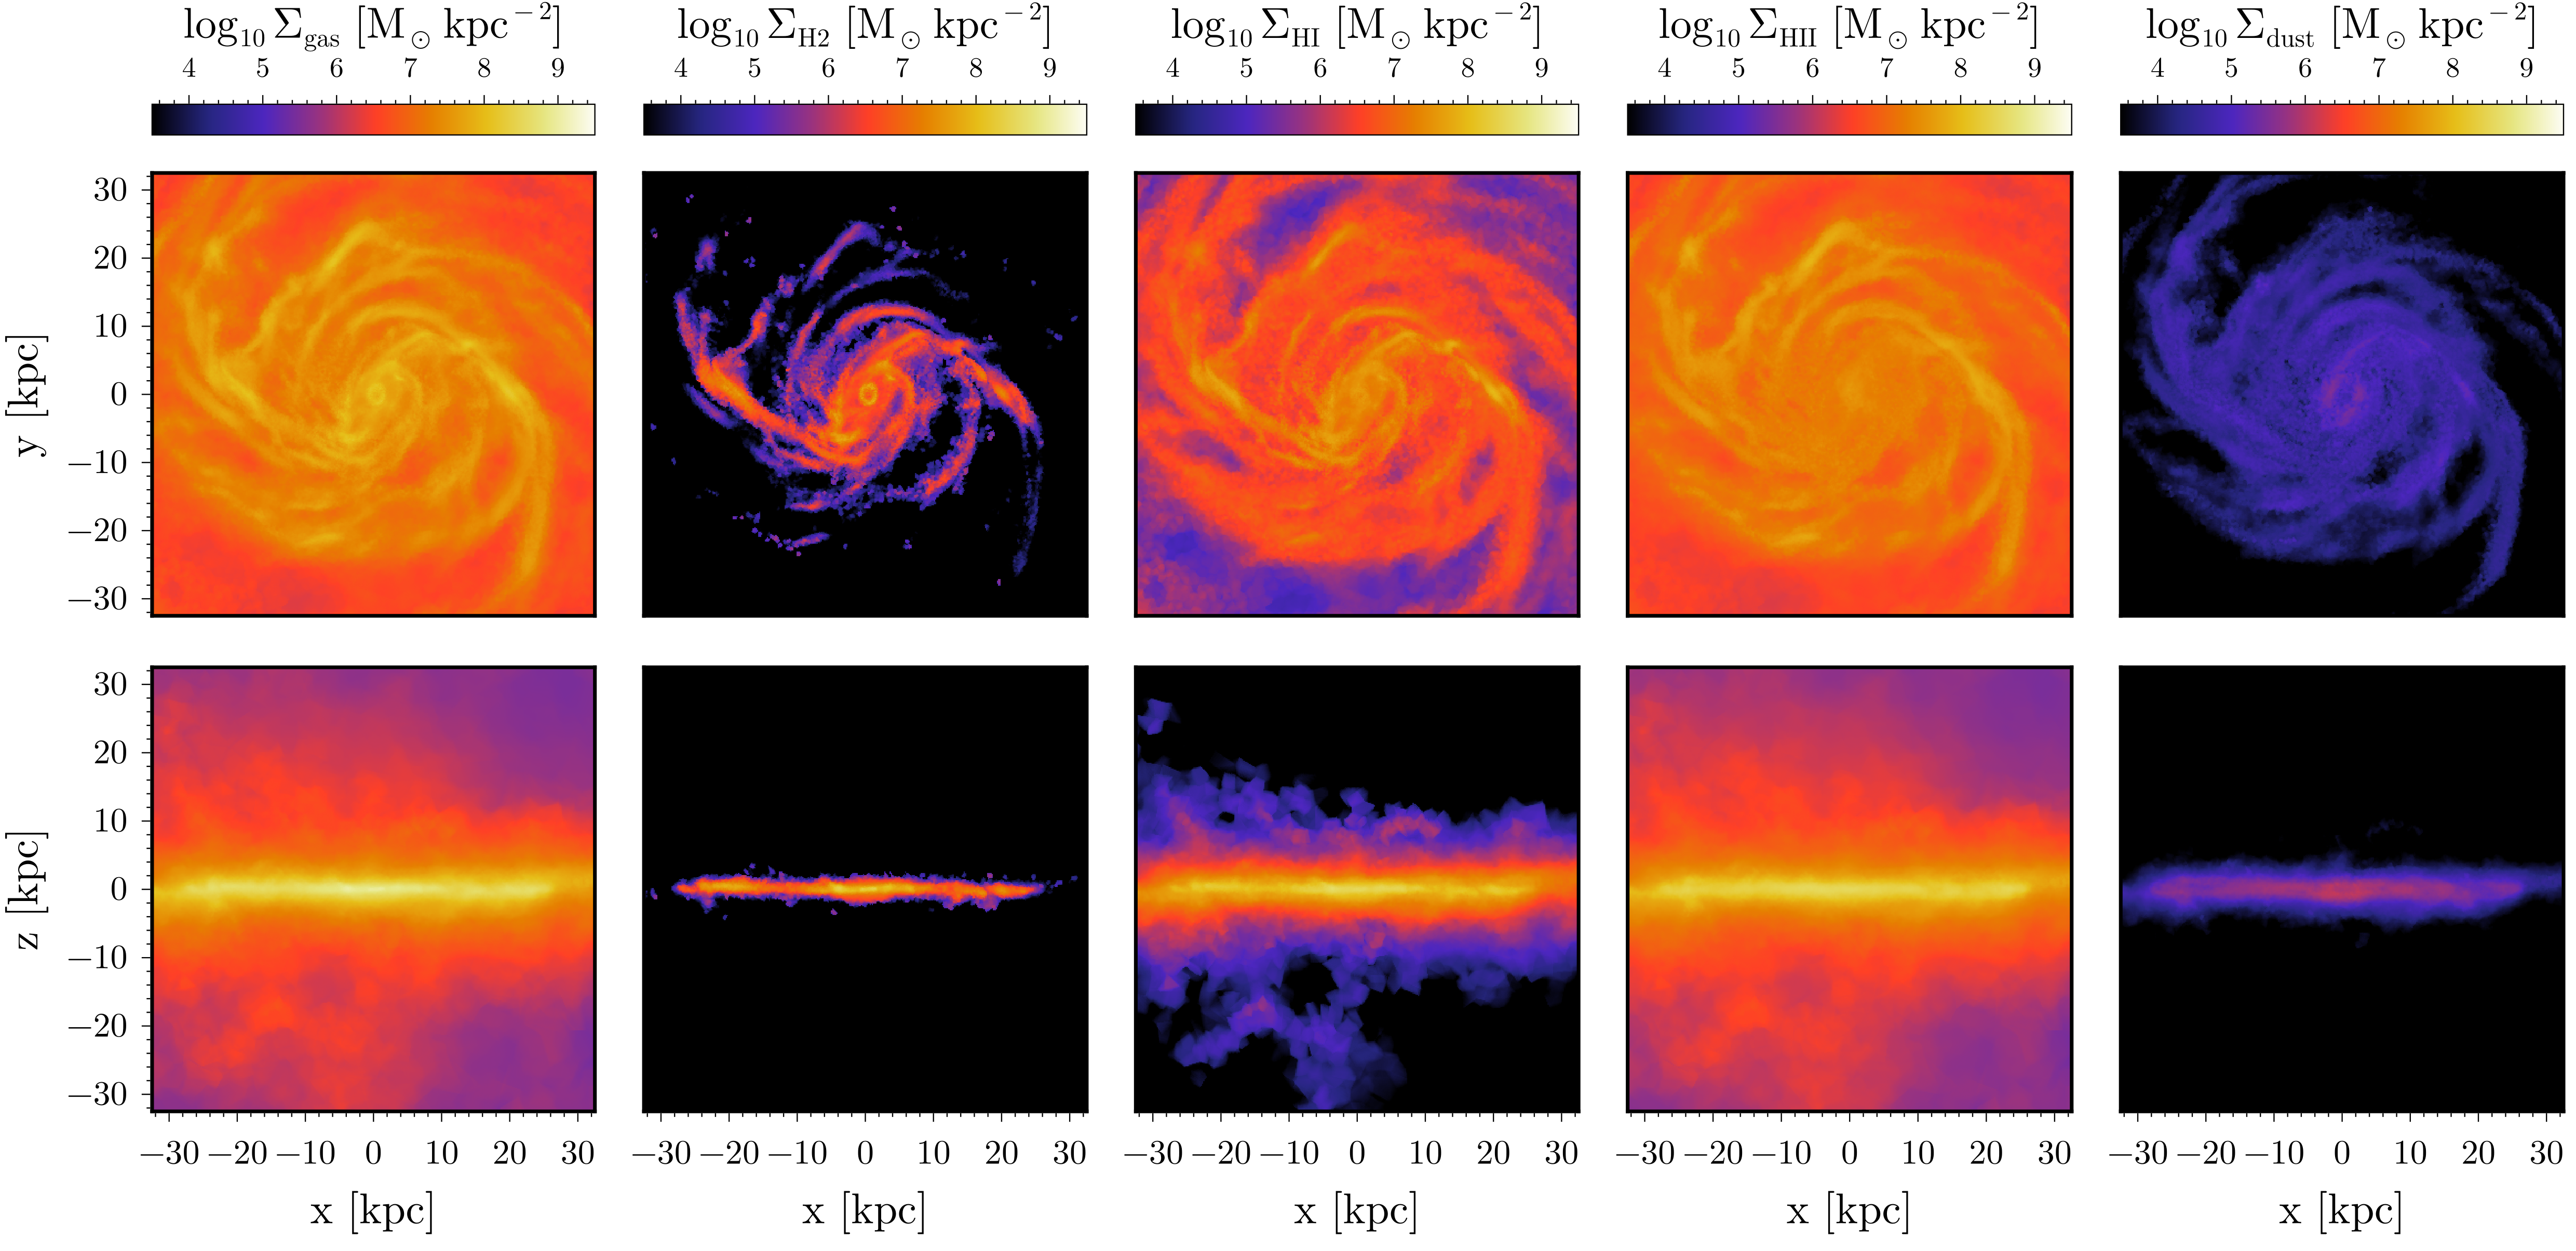 log₁₀ Σgas [M⊙ kpc⁻²] log₁₀ ΣH2 [M⊙ kpc⁻²] log₁₀ ΣHI [M⊙ kpc⁻²] log₁₀ ΣHII [M⊙ kpc⁻²] log₁₀ Σdust [M⊙ kpc⁻²]
4 5 6 7 8 9 4 5 6 7 8 9 4 5 6 7 8 9 4 5 6 7 8 9 4 5 6 7 8 9
30
20
10
0
−10
−20
−30
y [kpc]
30
20
10
0
−10
−20
−30
z [kpc]
−30 −20 −10 0 10 20 30 −30 −20 −10 0 10 20 30 −30 −20 −10 0 10 20 30 −30 −20 −10 0 10 20 30 −30 −20 −10 0 10 20 30
x [kpc] x [kpc] x [kpc] x [kpc] x [kpc]